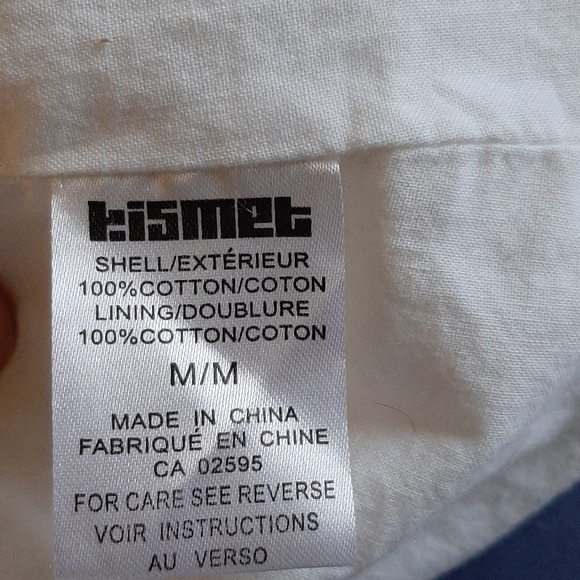 kismet
SHELL/EXTÉRIEUR
100%COTTON/COTON
LINING/DOUBLURE
100%COTTON/COTON
M/M
MADE IN CHINA
FABRIQUÉ EN CHINE
CA 02595
FOR CARE SEE REVERSE
VOIR INSTRUCTIONS
AU VERSO